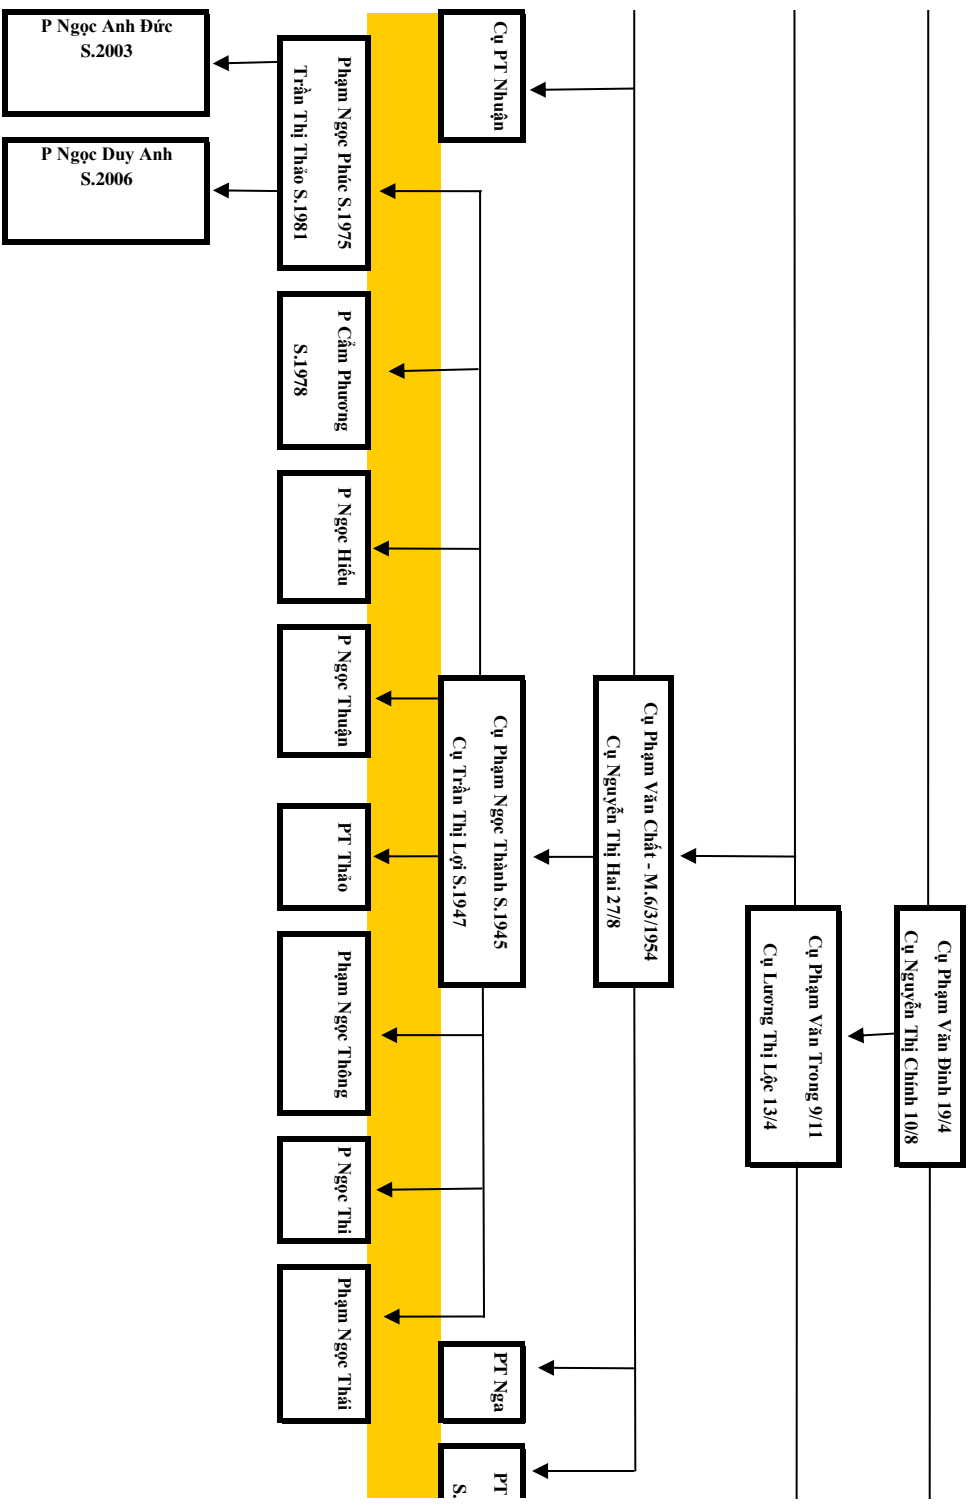 Cụ Phạm Văn Đinh 19/4
Cụ Nguyễn Thị Chính 10/8
Cụ Phạm Văn Trong 9/11
Cụ Lương Thị Lộc 13/4
Cụ Phạm Văn Chất - M.6/3/1954
Cụ Nguyễn Thị Hai 27/8
Cụ PT Nhuận
Cụ Phạm Ngọc Thành S.1945
Cụ Trần Thị Lợi S.1947
PT Nga
PT
S.
Phạm Ngọc Phúc S.1975
Trần Thị Thảo S.1981
P Cẩm Phương
S.1978
P Ngọc Hiếu
P Ngọc Thuận
PT Thảo
Phạm Ngọc Thông
P Ngọc Thi
Phạm Ngọc Thái
P Ngọc Anh Đức
S.2003
P Ngọc Duy Anh
S.2006